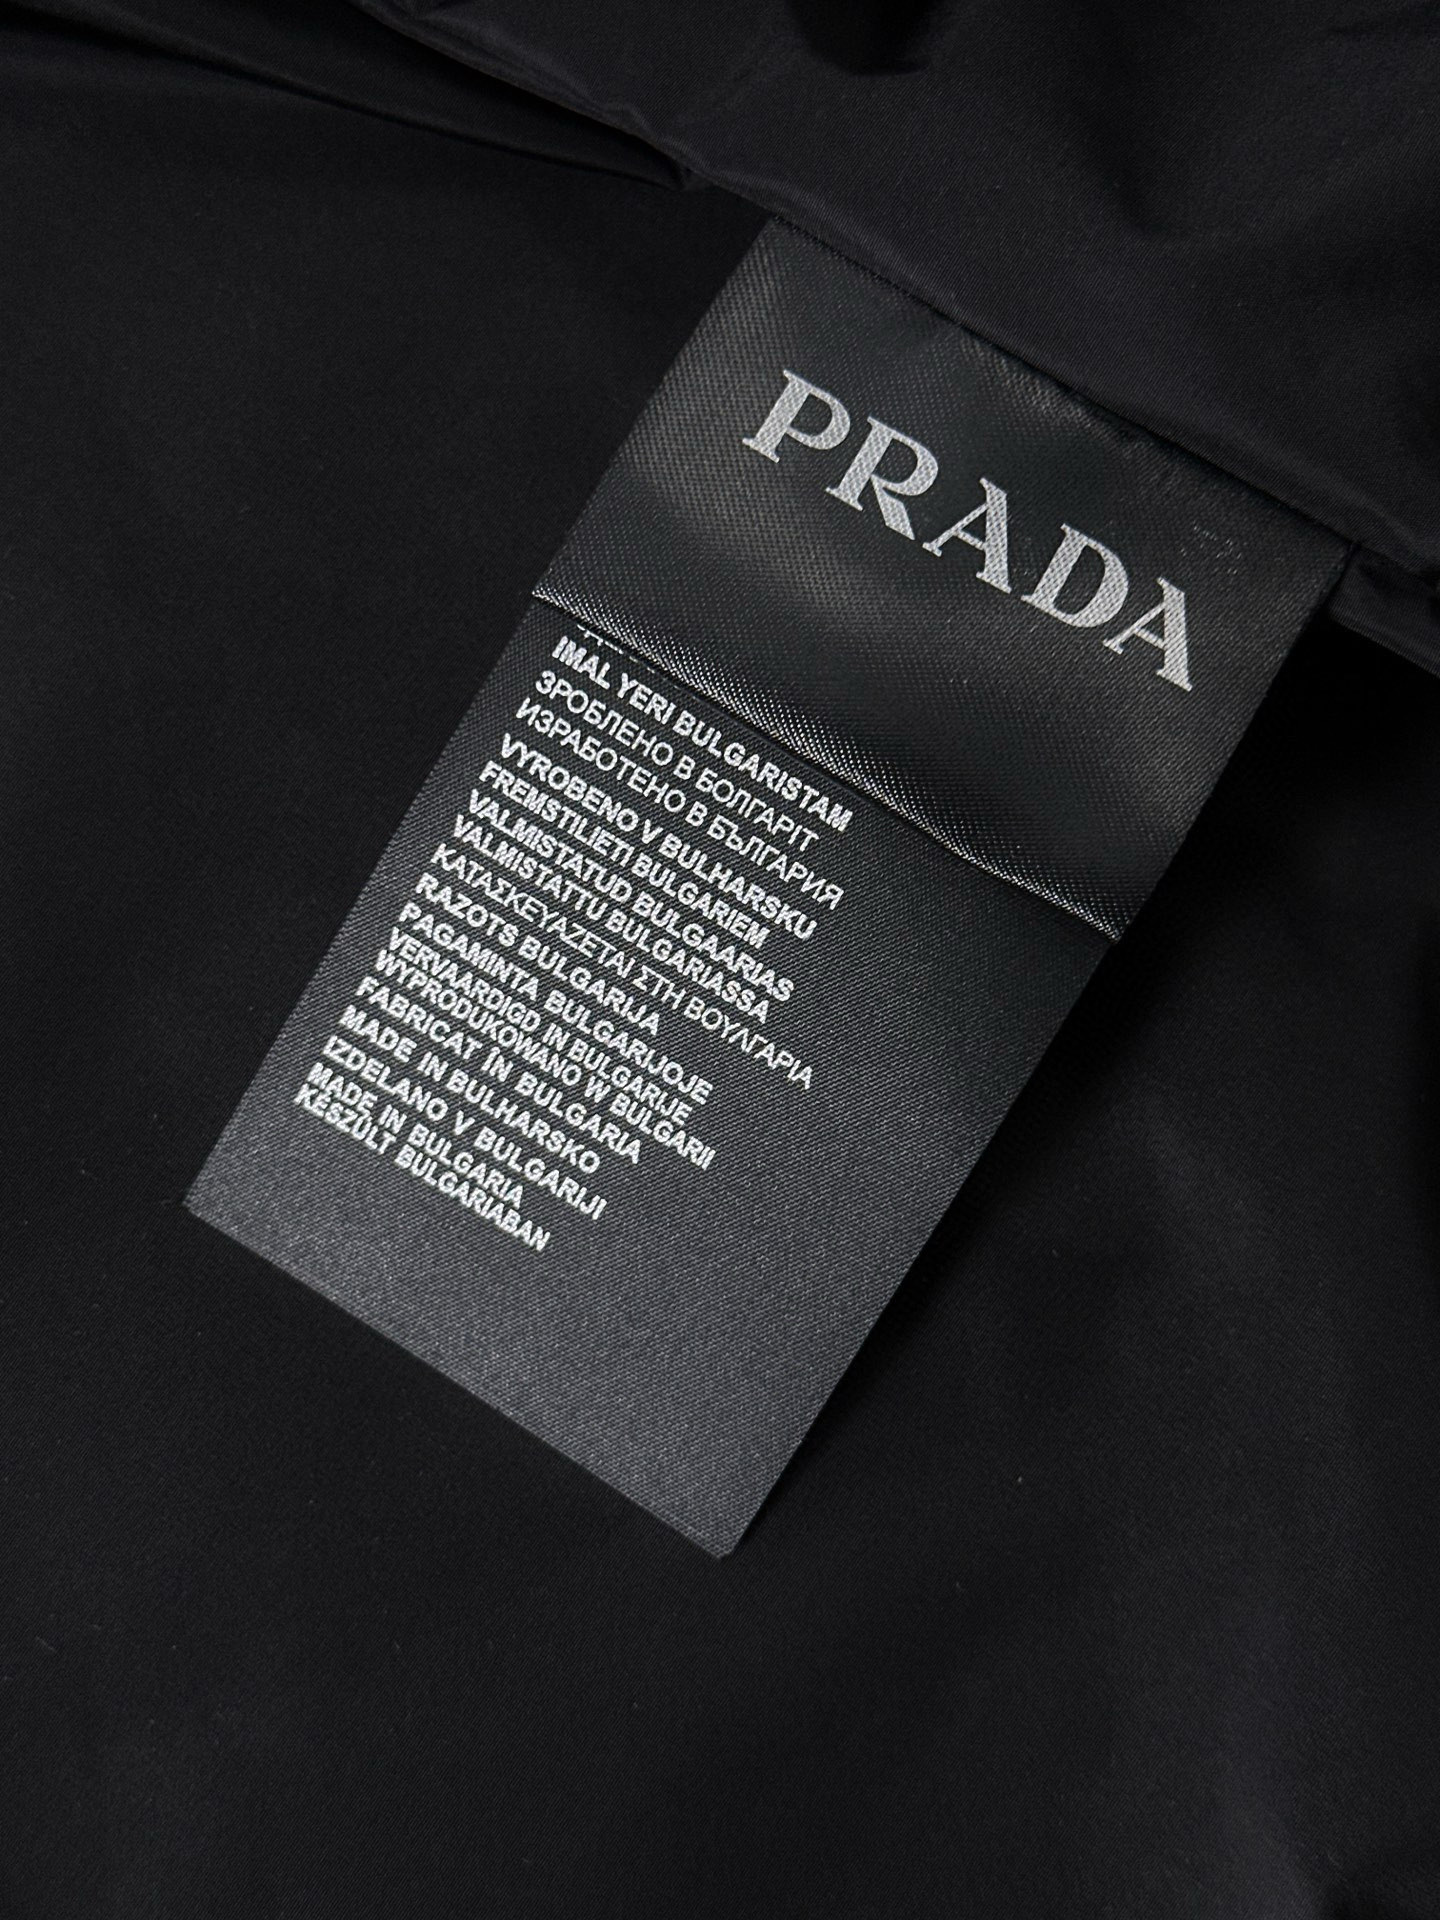 PRADA
IMAL YERI BULGARISTAM
ЗРОБЛЕНО В БОЛГАРІТ
ИЗРАБОТЕНО В БЪЛГАРИЯ
VYROBENO V BULHARSKU
FREMSTILIETI BULGARIEM
VALMISTATUD BULGAARIAS
VALMISTATTU BULGARIASSA
ΚΑΤΑΣΚΕΥΑΖΕΤΑΙ ΣΤΗ ΒΟΥΛΓΑΡΙΑ
RAZOTS BULGARIJA
PAGAMINTA BULGARIJOJE
VERVAARDIGD IN BULGARIJE
WYPRODUKOWANO W BULGARII
FABRICAT ÎN BULGARIA
MADE IN BULHARSKO
IZDELANO V BULGARIJI
MADE IN BULGARIA
KÉSZÜLT BULGARIABAN